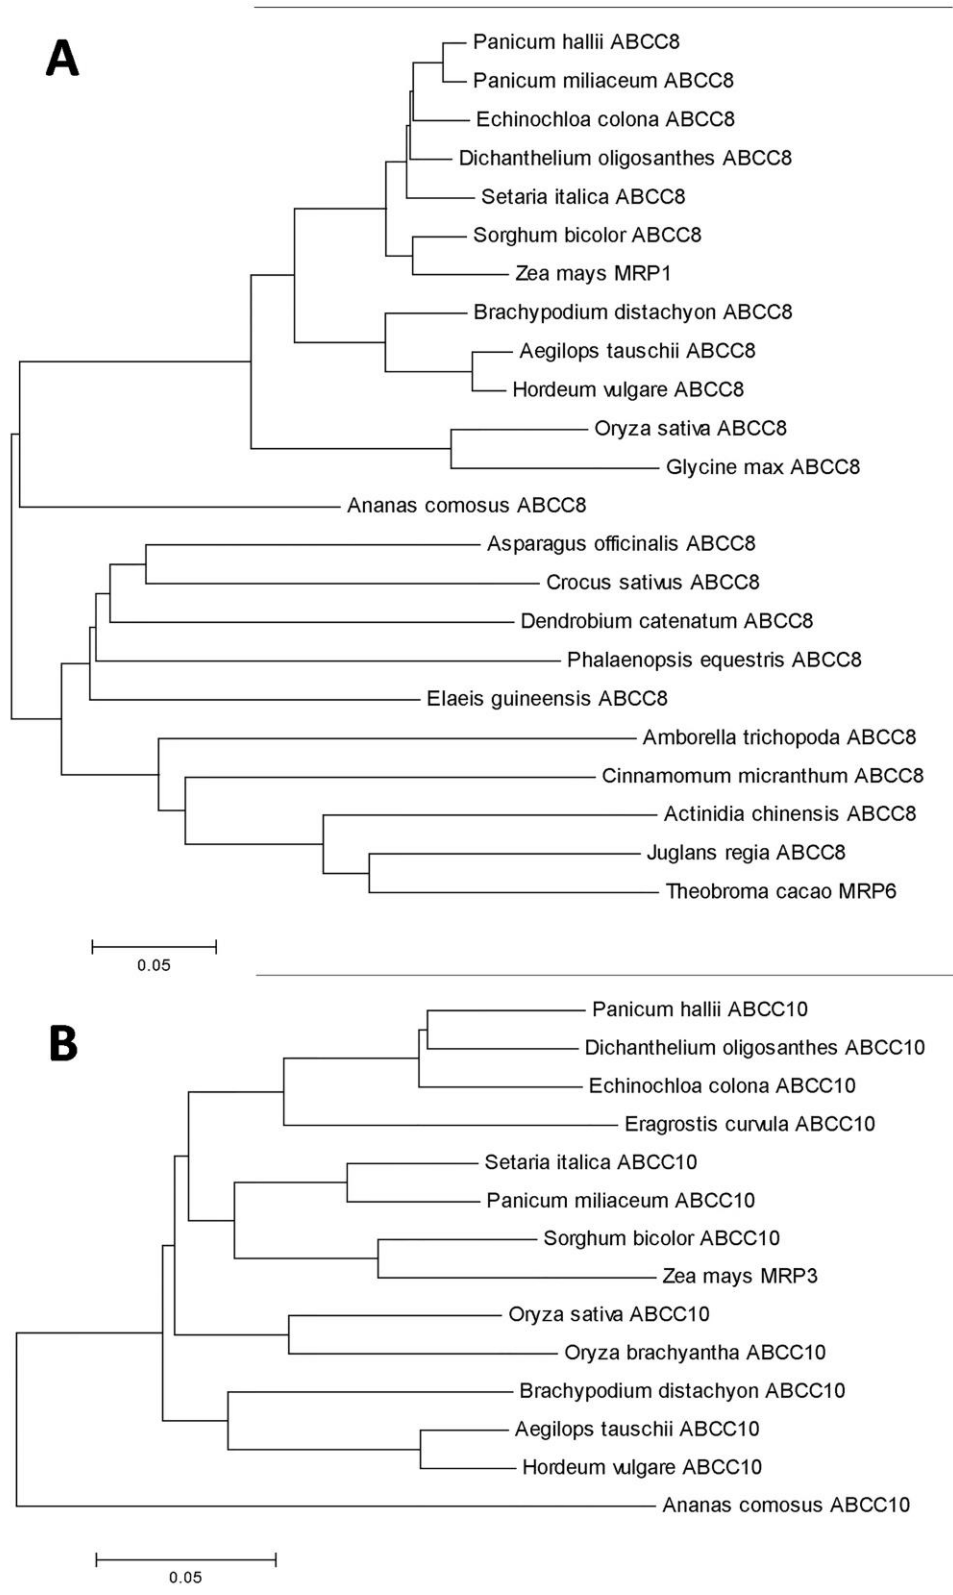 A
Panicum hallii ABCC8
Panicum miliaceum ABCC8
Echinochloa colona ABCC8
Dichanthelium oligosanthes ABCC8
Setaria italica ABCC8
Sorghum bicolor ABCC8
Zea mays MRP1
Brachypodium distachyon ABCC8
Aegilops tauschii ABCC8
Hordeum vulgare ABCC8
Oryza sativa ABCC8
Glycine max ABCC8
Ananas comosus ABCC8
Asparagus officinalis ABCC8
Crocus sativus ABCC8
Dendrobium catenatum ABCC8
Phalaenopsis equestris ABCC8
Elaeis guineensis ABCC8
Amborella trichopoda ABCC8
Cinnamomum micranthum ABCC8
Actinidia chinensis ABCC8
Juglans regia ABCC8
Theobroma cacao MRP6
0.05
B
Panicum hallii ABCC10
Dichanthelium oligosanthes ABCC10
Echinochloa colona ABCC10
Eragrostis curvula ABCC10
Setaria italica ABCC10
Panicum miliaceum ABCC10
Sorghum bicolor ABCC10
Zea mays MRP3
Oryza sativa ABCC10
Oryza brachyantha ABCC10
Brachypodium distachyon ABCC10
Aegilops tauschii ABCC10
Hordeum vulgare ABCC10
Ananas comosus ABCC10
0.05